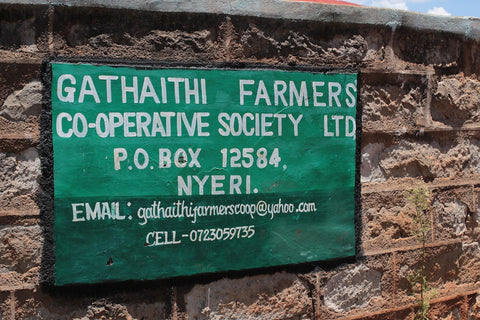 GATHAITHI FARMERS
CO-OPERATIVE SOCIETY LTD
P.O. BOX 12584,
NYERI.
EMAIL: gathaithifarmerscoop@yahoo.com
CELL-0723059735